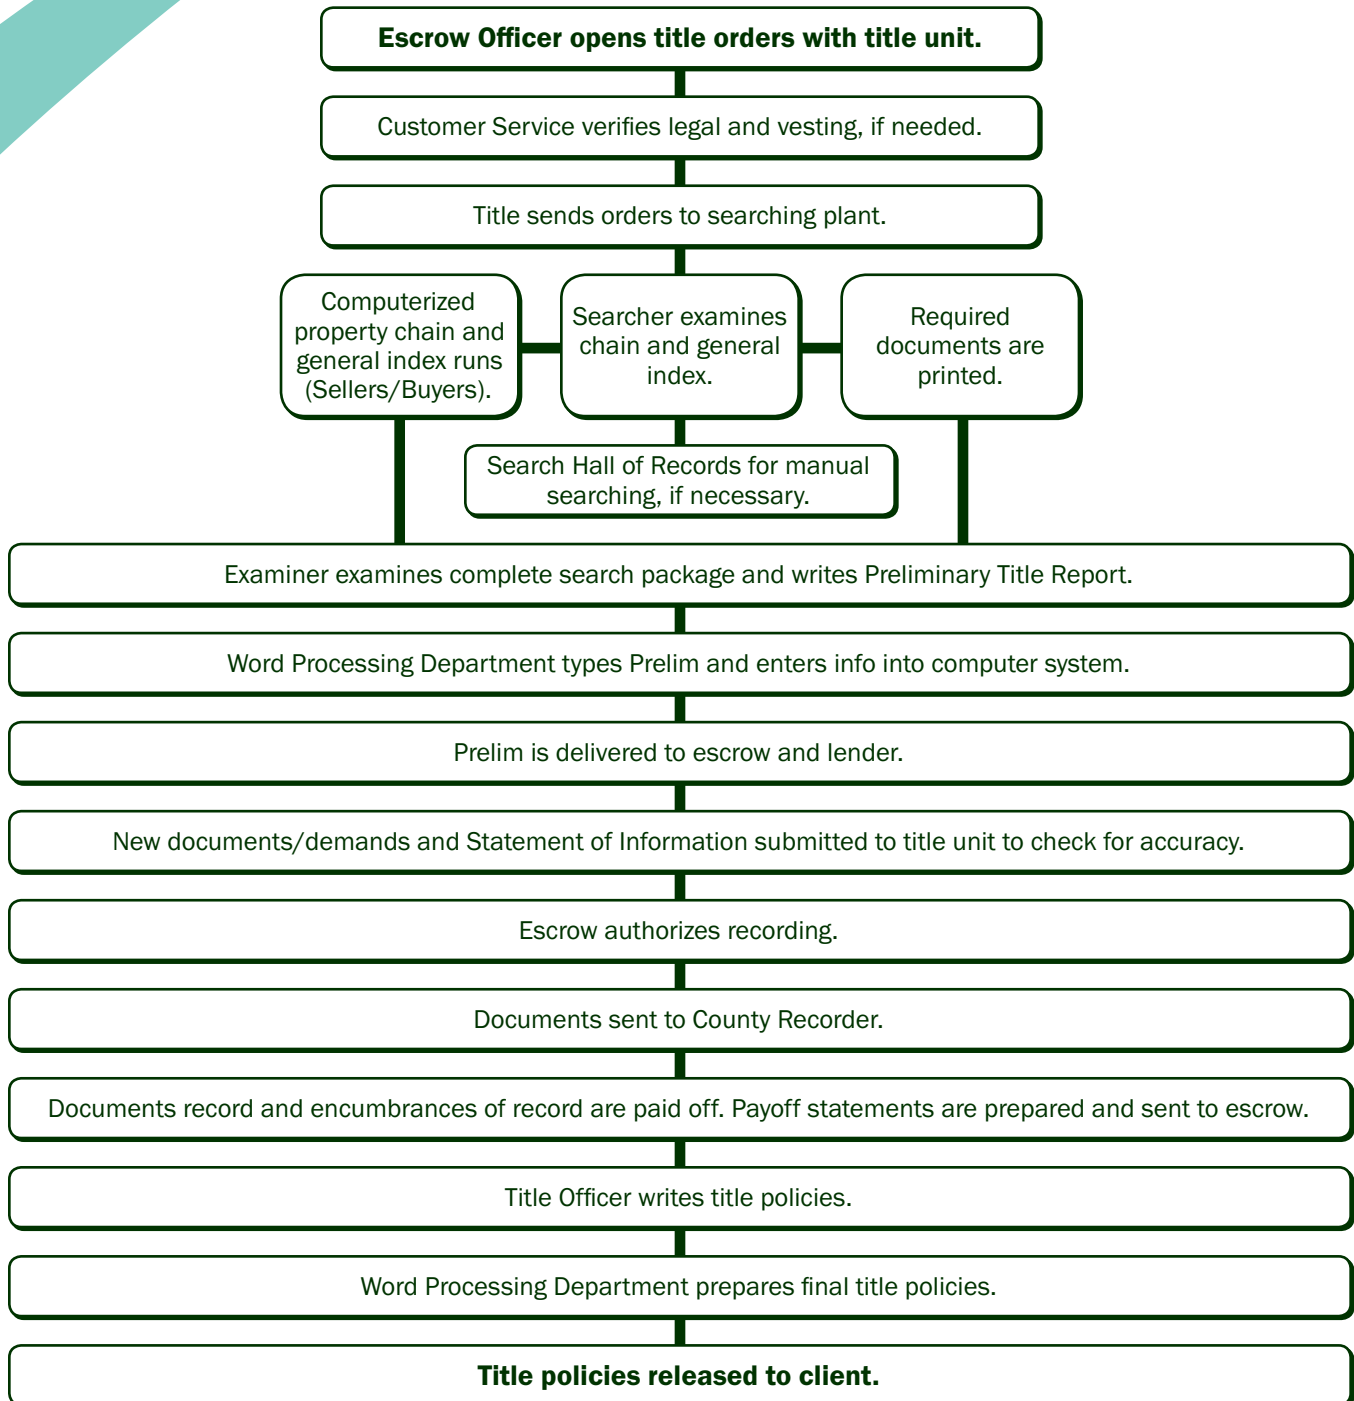 Escrow Officer opens title orders with title unit.
Customer Service verifies legal and vesting, if needed.
Title sends orders to searching plant.
Computerized
property chain and
general index runs
(Sellers/Buyers).
Searcher examines
chain and general
index.
Required
documents are
printed.
Search Hall of Records for manual
searching, if necessary.
Examiner examines complete search package and writes Preliminary Title Report.
Word Processing Department types Prelim and enters info into computer system.
Prelim is delivered to escrow and lender.
New documents/demands and Statement of Information submitted to title unit to check for accuracy.
Escrow authorizes recording.
Documents sent to County Recorder.
Documents record and encumbrances of record are paid off. Payoff statements are prepared and sent to escrow.
Title Officer writes title policies.
Word Processing Department prepares final title policies.
Title policies released to client.